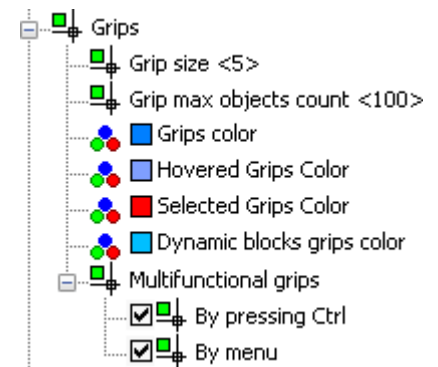 Grips
Grip size <5>
Grip max objects count <100>
Grips color
Hovered Grips Color
Selected Grips Color
Dynamic blocks grips color
Multifunctional grips
By pressing Ctrl
By menu